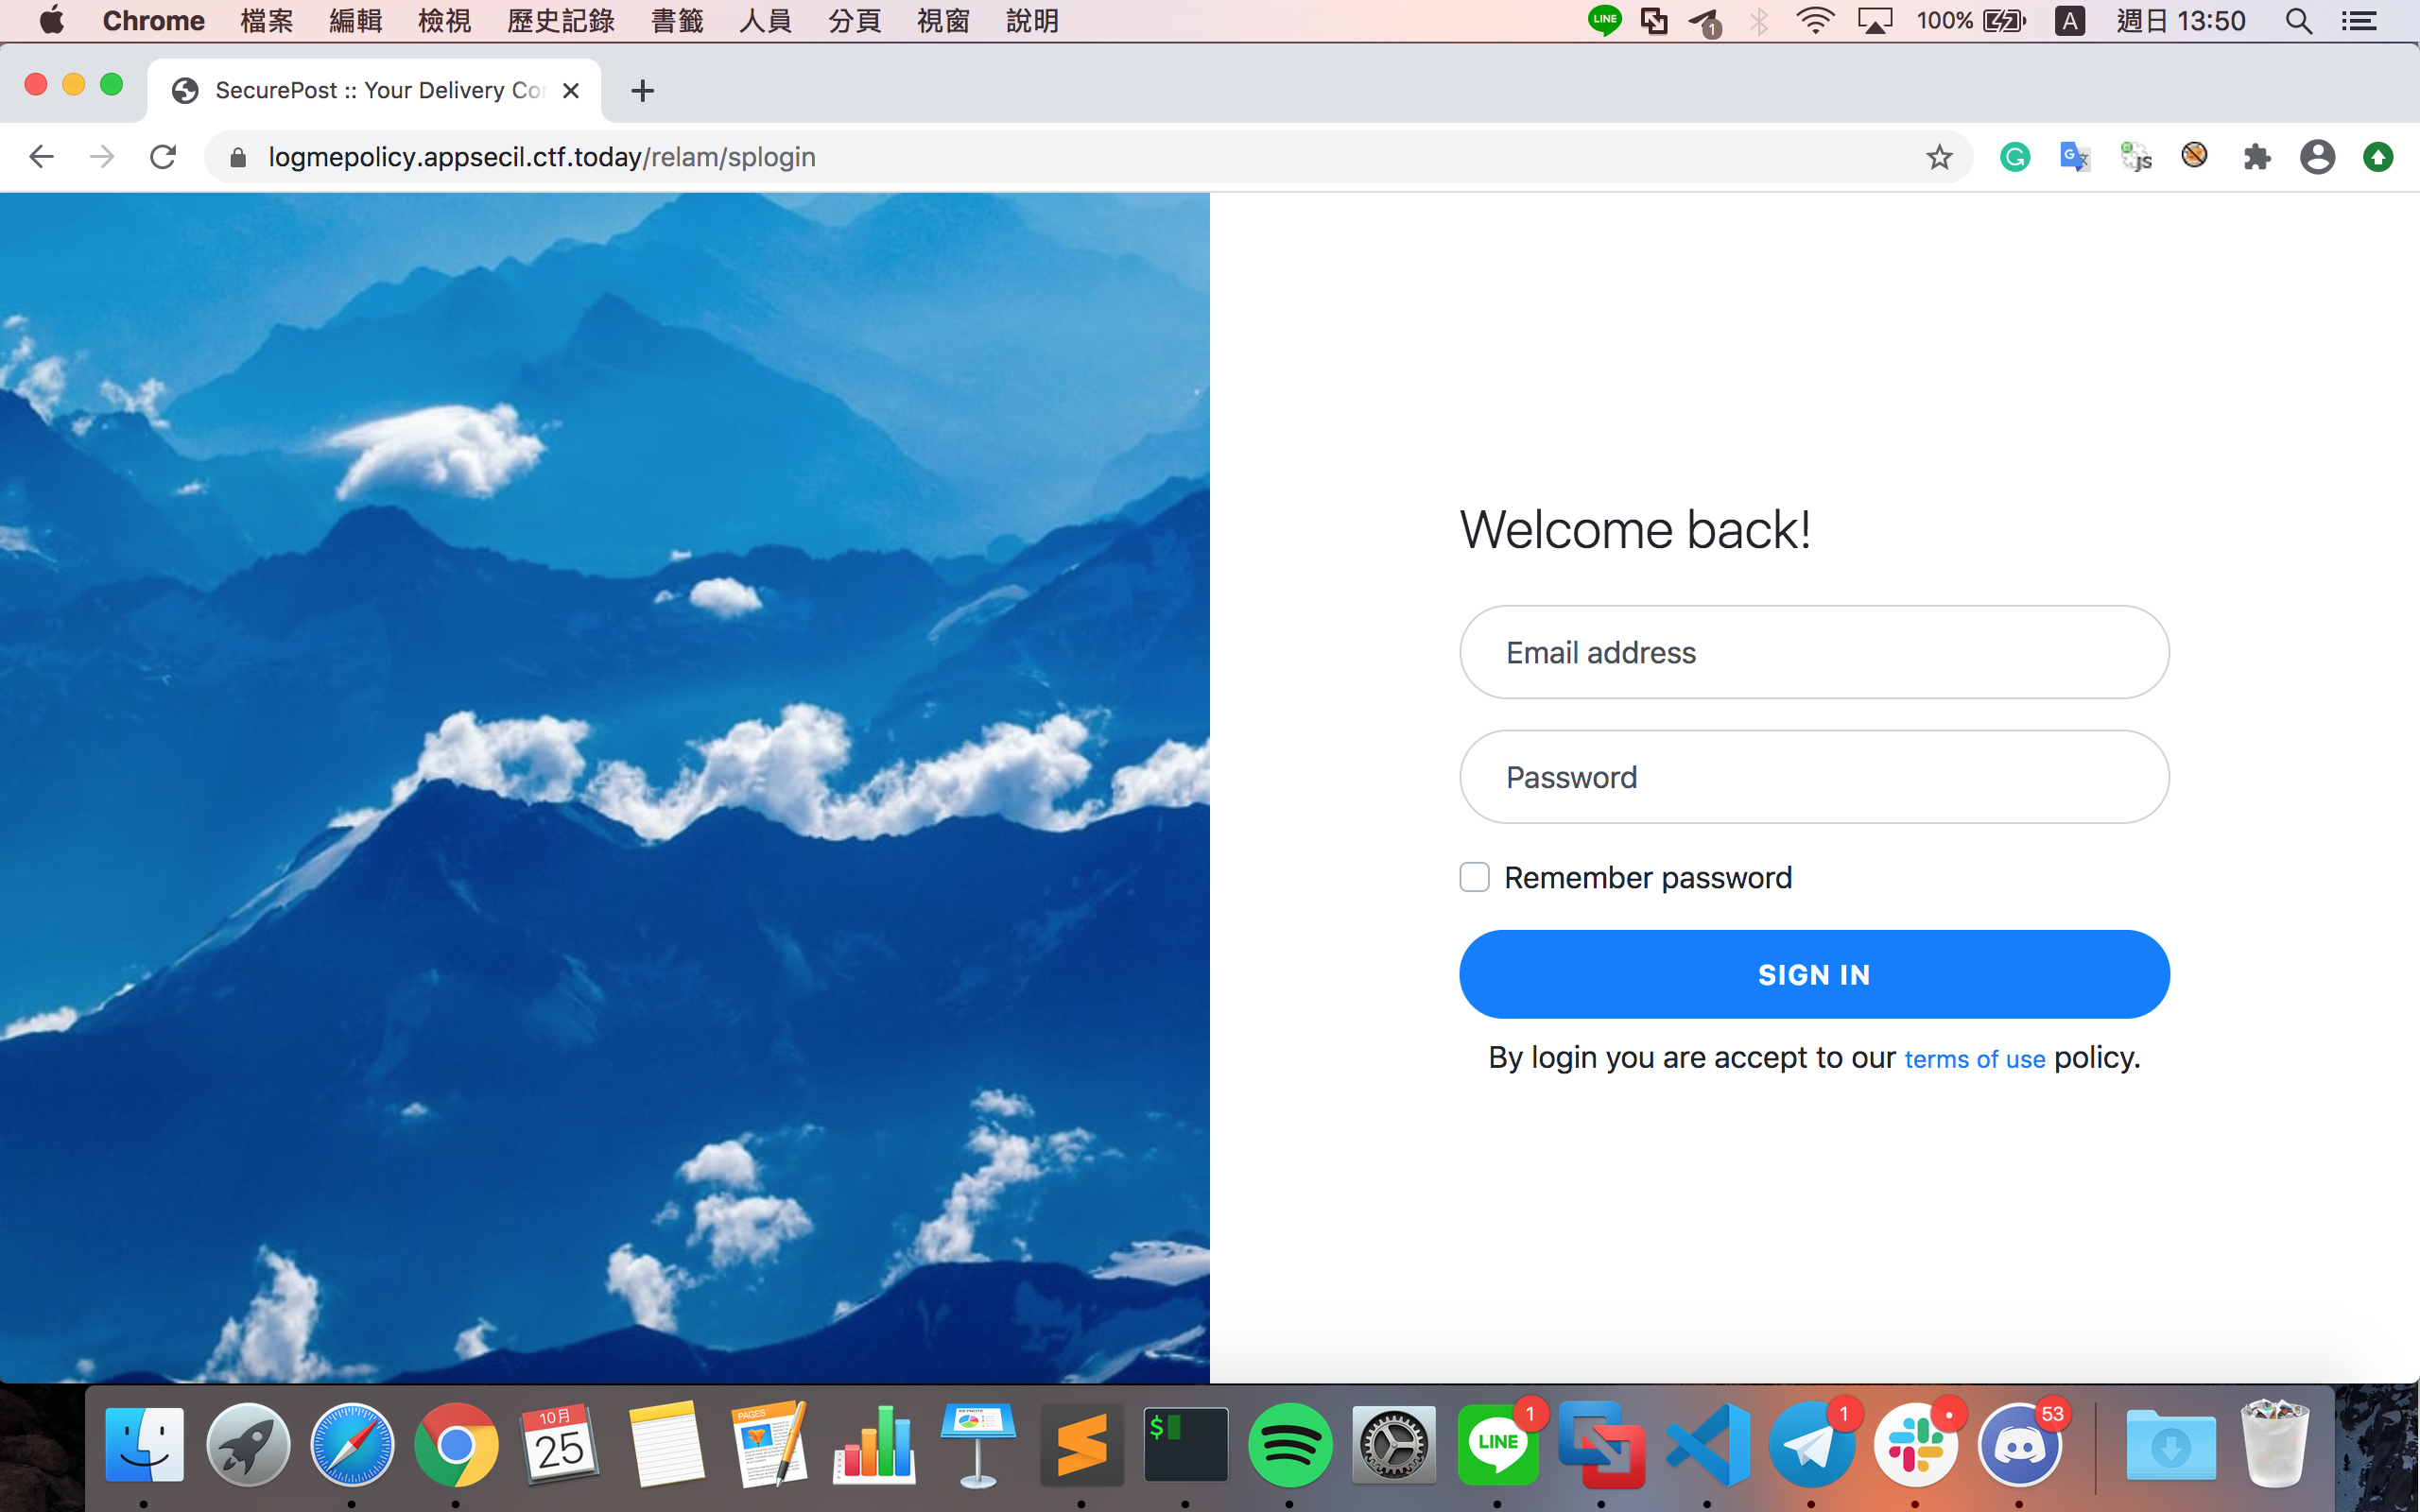 Chrome 檔案 編輯 檢視 歷史記錄 書籤 人員 分頁 視窗 說明 LINE 1 100% A 週日 13:50
SecurePost :: Your Delivery Co
logmepolicy.appsecil.ctf.today/relam/splogin
Welcome back!
Email address
Password
Remember password
SIGN IN
By login you are accept to our terms of use policy.
10月
25
PAGES
KEYNOTE
$
LINE
1
1
53